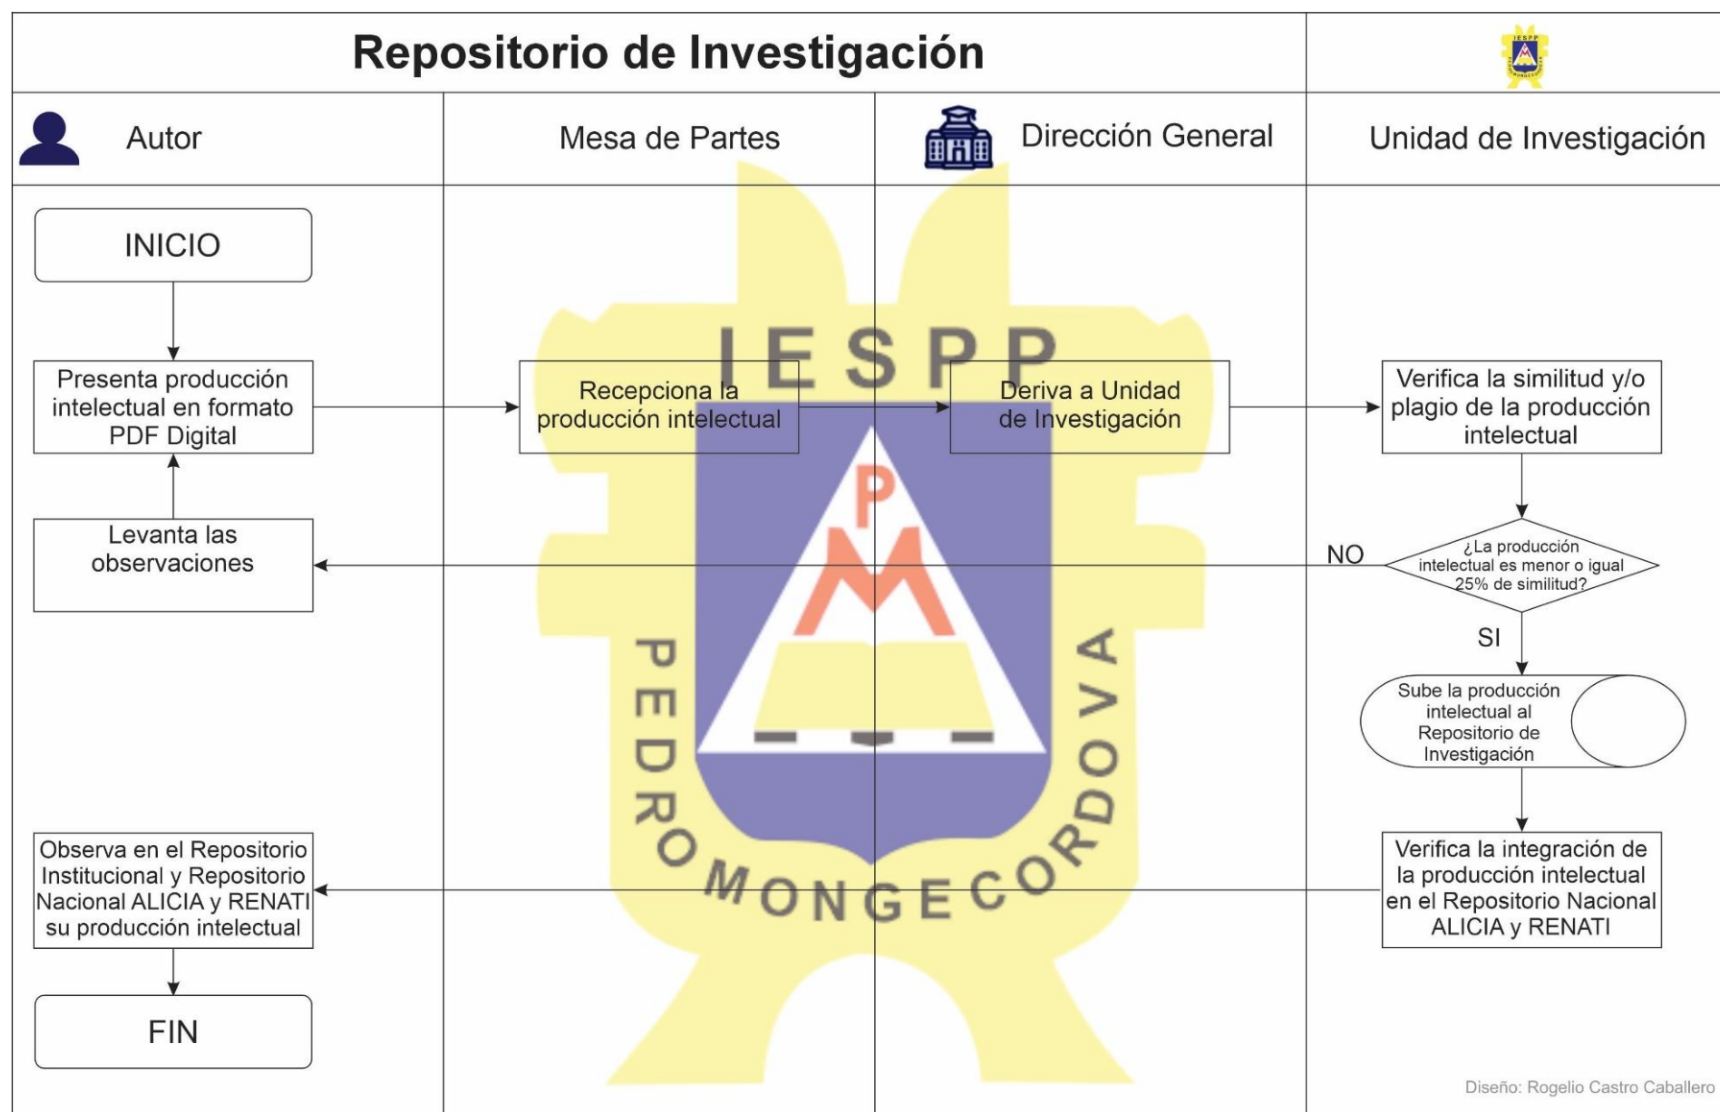 Repositorio de Investigación
IESPP
Autor
Mesa de Partes
Dirección General
Unidad de Investigación
INICIO
Presenta producción
intelectual en formato
PDF Digital
Recepciona la
producción intelectual
Deriva a Unidad
de Investigación
Verifica la similitud y/o
plagio de la producción
intelectual
Levanta las
observaciones
NO
¿La producción
intelectual es menor o igual
25% de similitud?
SI
Sube la producción
intelectual al
Repositorio de
Investigación
Observa en el Repositorio
Institucional y Repositorio
Nacional ALICIA y RENATI
su producción intelectual
Verifica la integración de
la producción intelectual
en el Repositorio Nacional
ALICIA y RENATI
FIN
IESPP
P
M
PEDROMONGECORDOVA
Diseño: Rogelio Castro Caballero